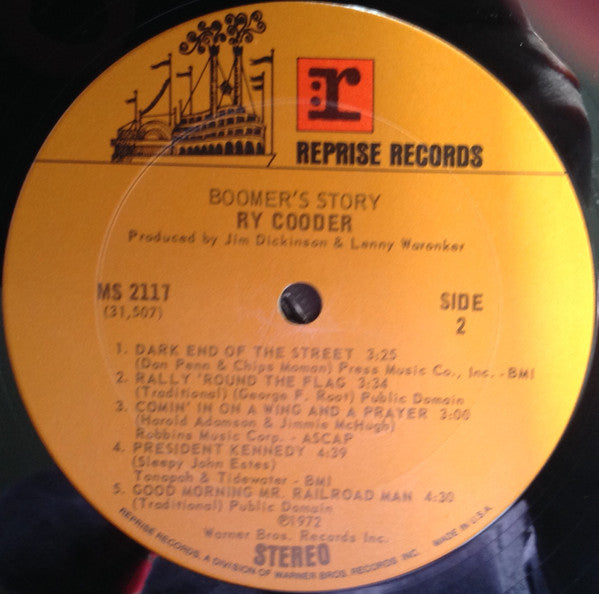 :r
REPRISE RECORDS
BOOMER'S STORY
RY COODER
Produced by Jim Dickinson & Lenny Waronker
MS 2117
(31,507)
SIDE
2
1. DARK END OF THE STREET 3:25
(Dan Penn & Chips Moman) Press Music Co., Inc. - BMI
2. RALLY 'ROUND THE FLAG 3:34
(Traditional) (George F. Root) Public Domain
3. COMIN' IN ON A WING AND A PRAYER 3:00
(Harold Adamson & Jimmie McHugh)
Robbins Music Corp. - ASCAP
4. PRESIDENT KENNEDY 4:39
(Sleepy John Estes)
Tonopah & Tidewater - BMI
5. GOOD MORNING MR. RAILROAD MAN 4:30
(Traditional) Public Domain
℗1972
Warner Bros. Records Inc.
STEREO
REPRISE RECORDS, A DIVISION OF WARNER BROS. RECORDS INC. MADE IN U.S.A.